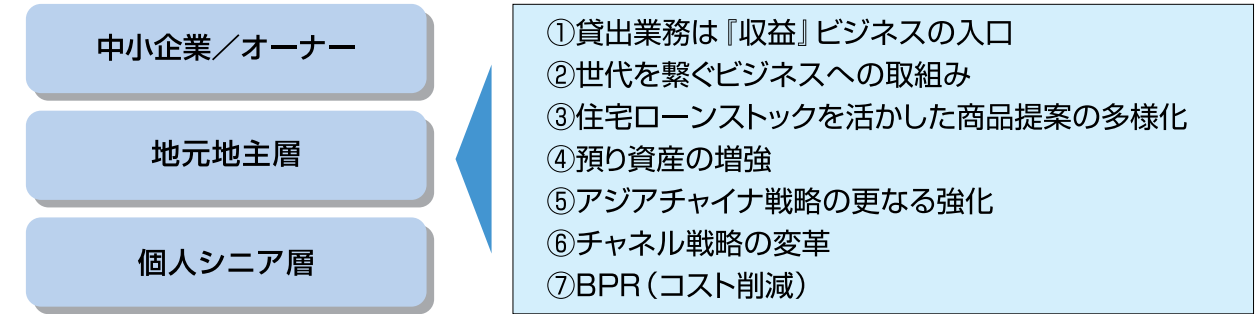 中小企業／オーナー
地元地主層
個人シニア層
①貸出業務は『収益』ビジネスの入口
②世代を繋ぐビジネスへの取組み
③住宅ローンストックを活かした商品提案の多様化
④預り資産の増強
⑤アジアチャイナ戦略の更なる強化
⑥チャネル戦略の変革
⑦BPR（コスト削減）